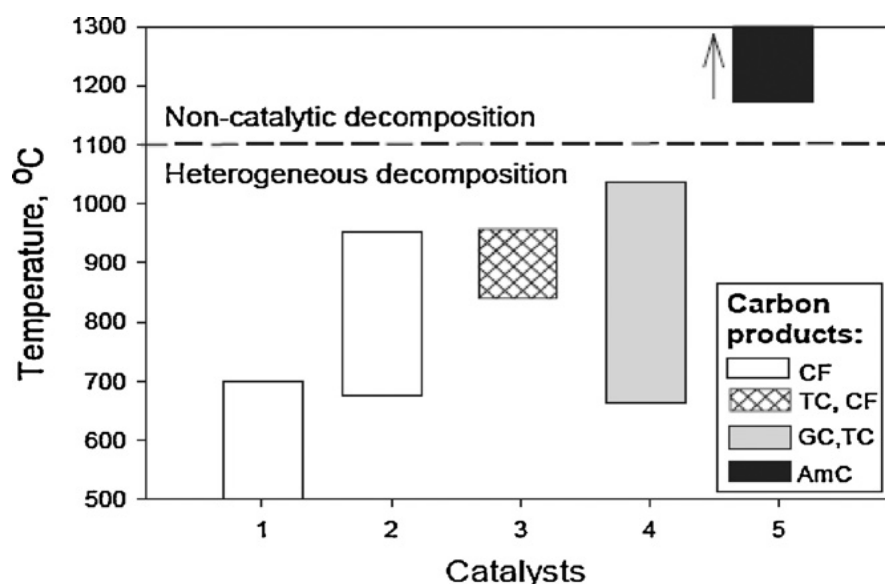 1300
1200
1100
1000
900
800
700
600
500
Temperature, ºC
Non-catalytic decomposition
Heterogeneous decomposition
Carbon
products:
CF
TC, CF
GC,TC
AmC
1 2 3 4 5
Catalysts